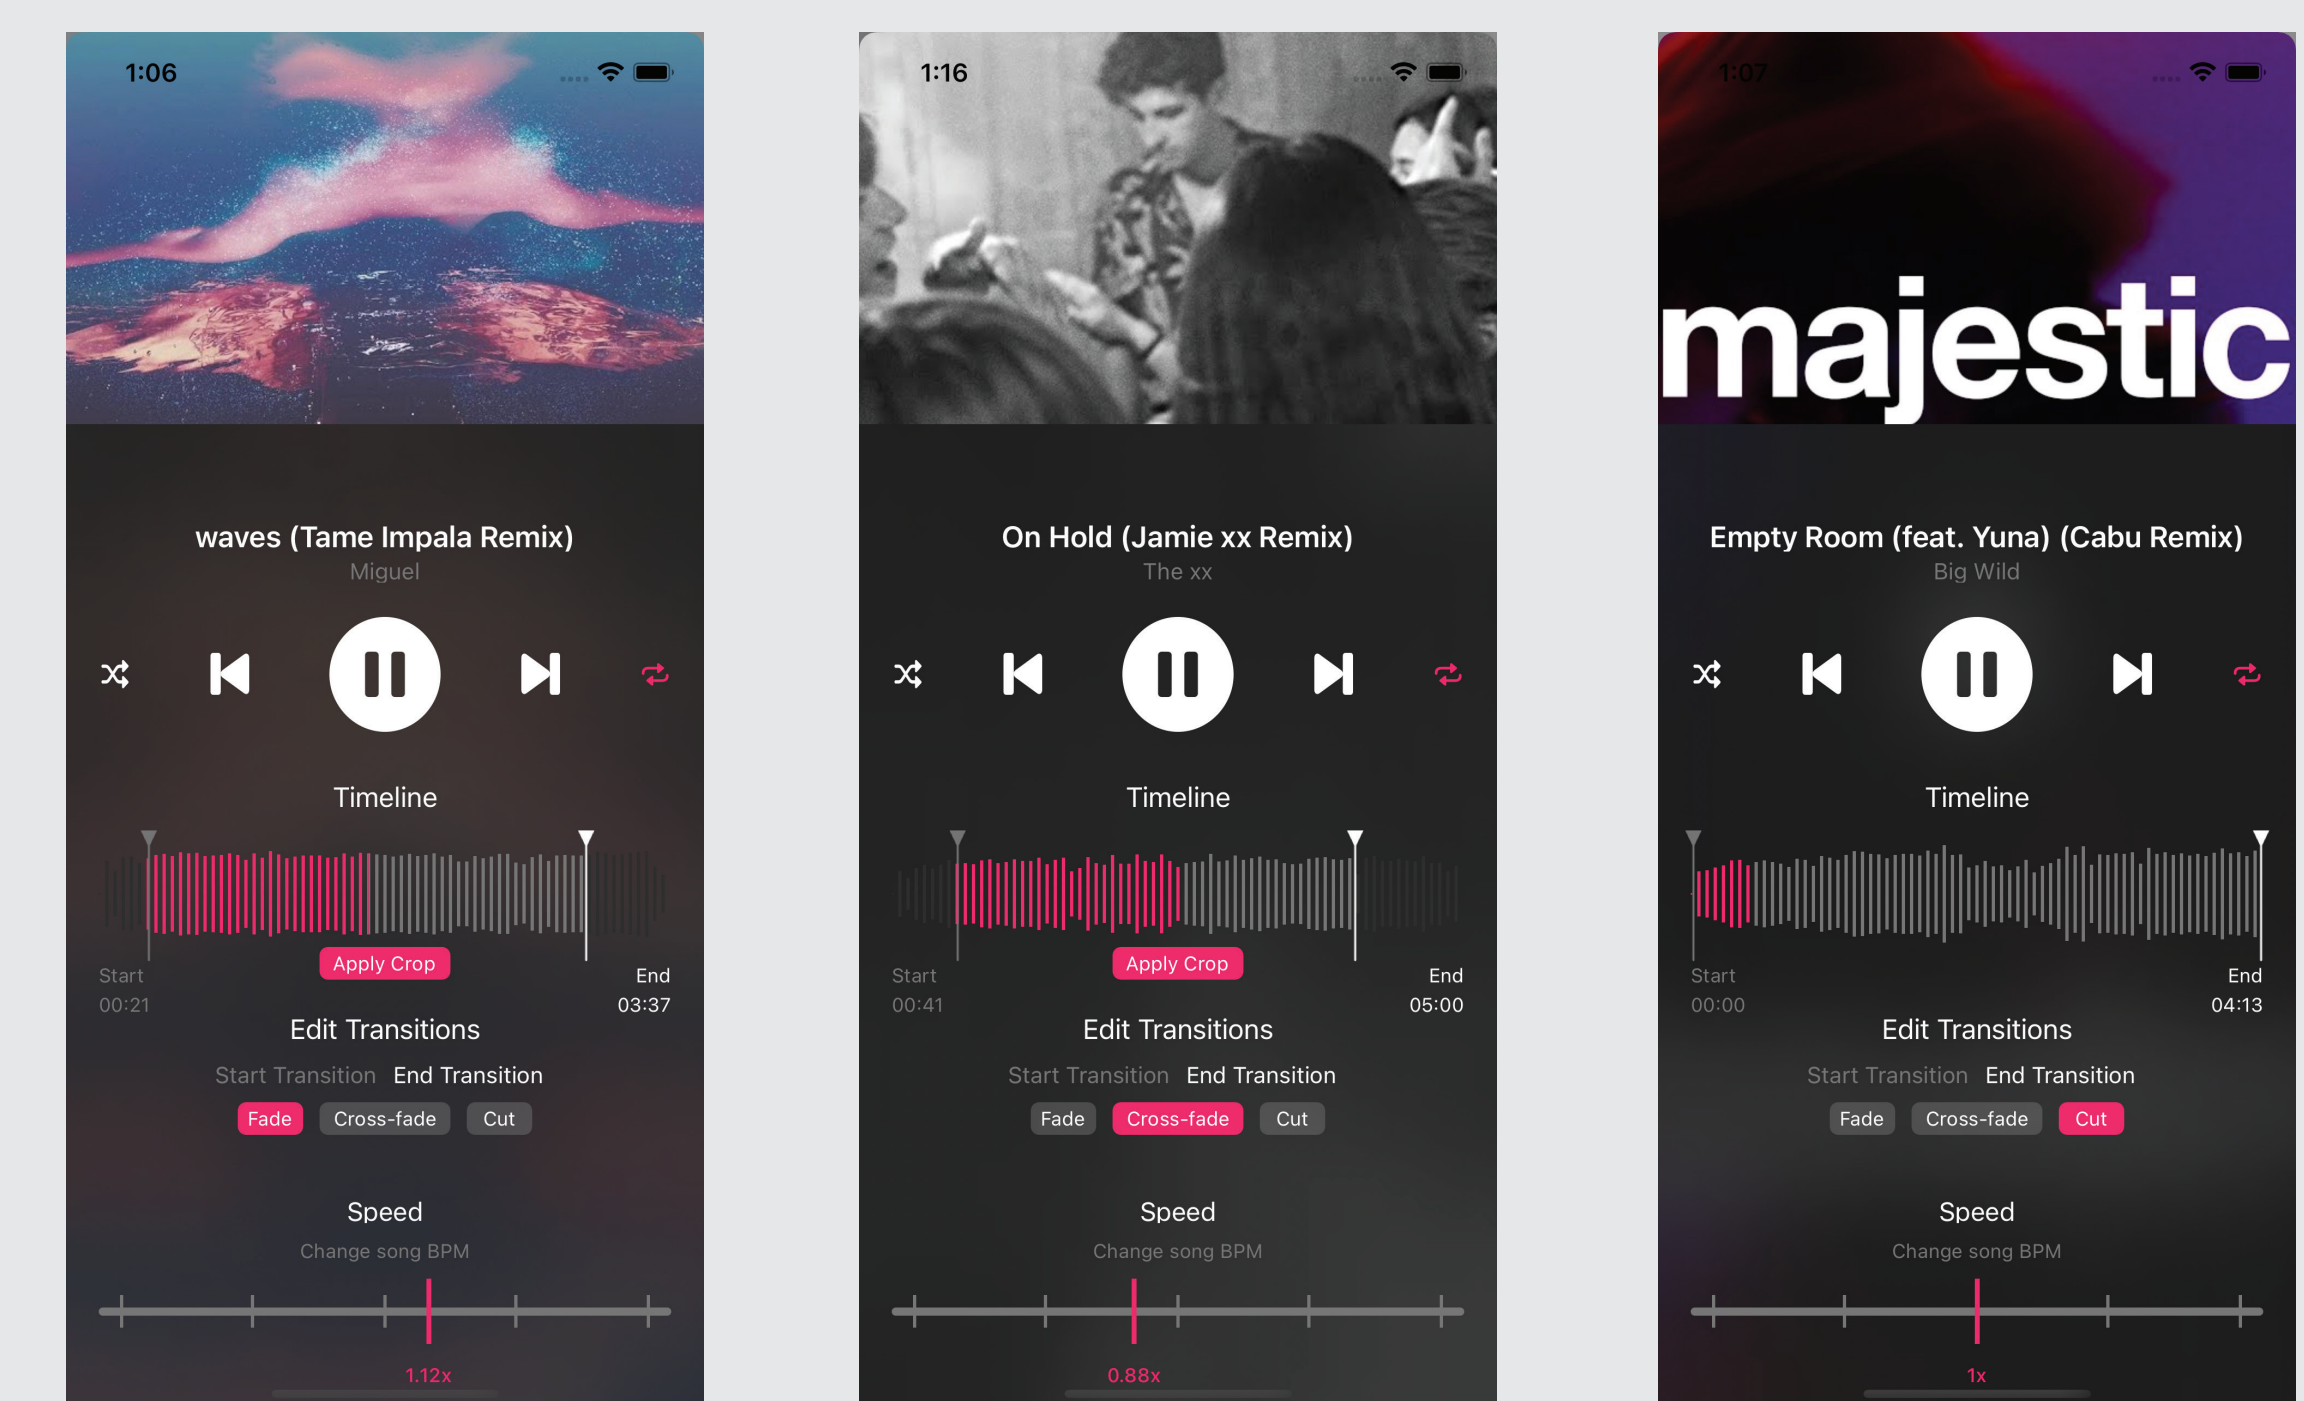 1:06
waves (Tame Impala Remix)
Miguel
Timeline
Apply Crop
Start
End
00:21
03:37
Edit Transitions
Start Transition End Transition
Fade Cross-fade Cut
Speed
Change song BPM
1.12x
1:16
On Hold (Jamie xx Remix)
The xx
Timeline
Apply Crop
Start
End
00:41
05:00
Edit Transitions
Start Transition End Transition
Fade Cross-fade Cut
Speed
Change song BPM
0.88x
1:07
majestic
Empty Room (feat. Yuna) (Cabu Remix)
Big Wild
Timeline
Start
End
00:00
04:13
Edit Transitions
Start Transition End Transition
Fade Cross-fade Cut
Speed
Change song BPM
1x